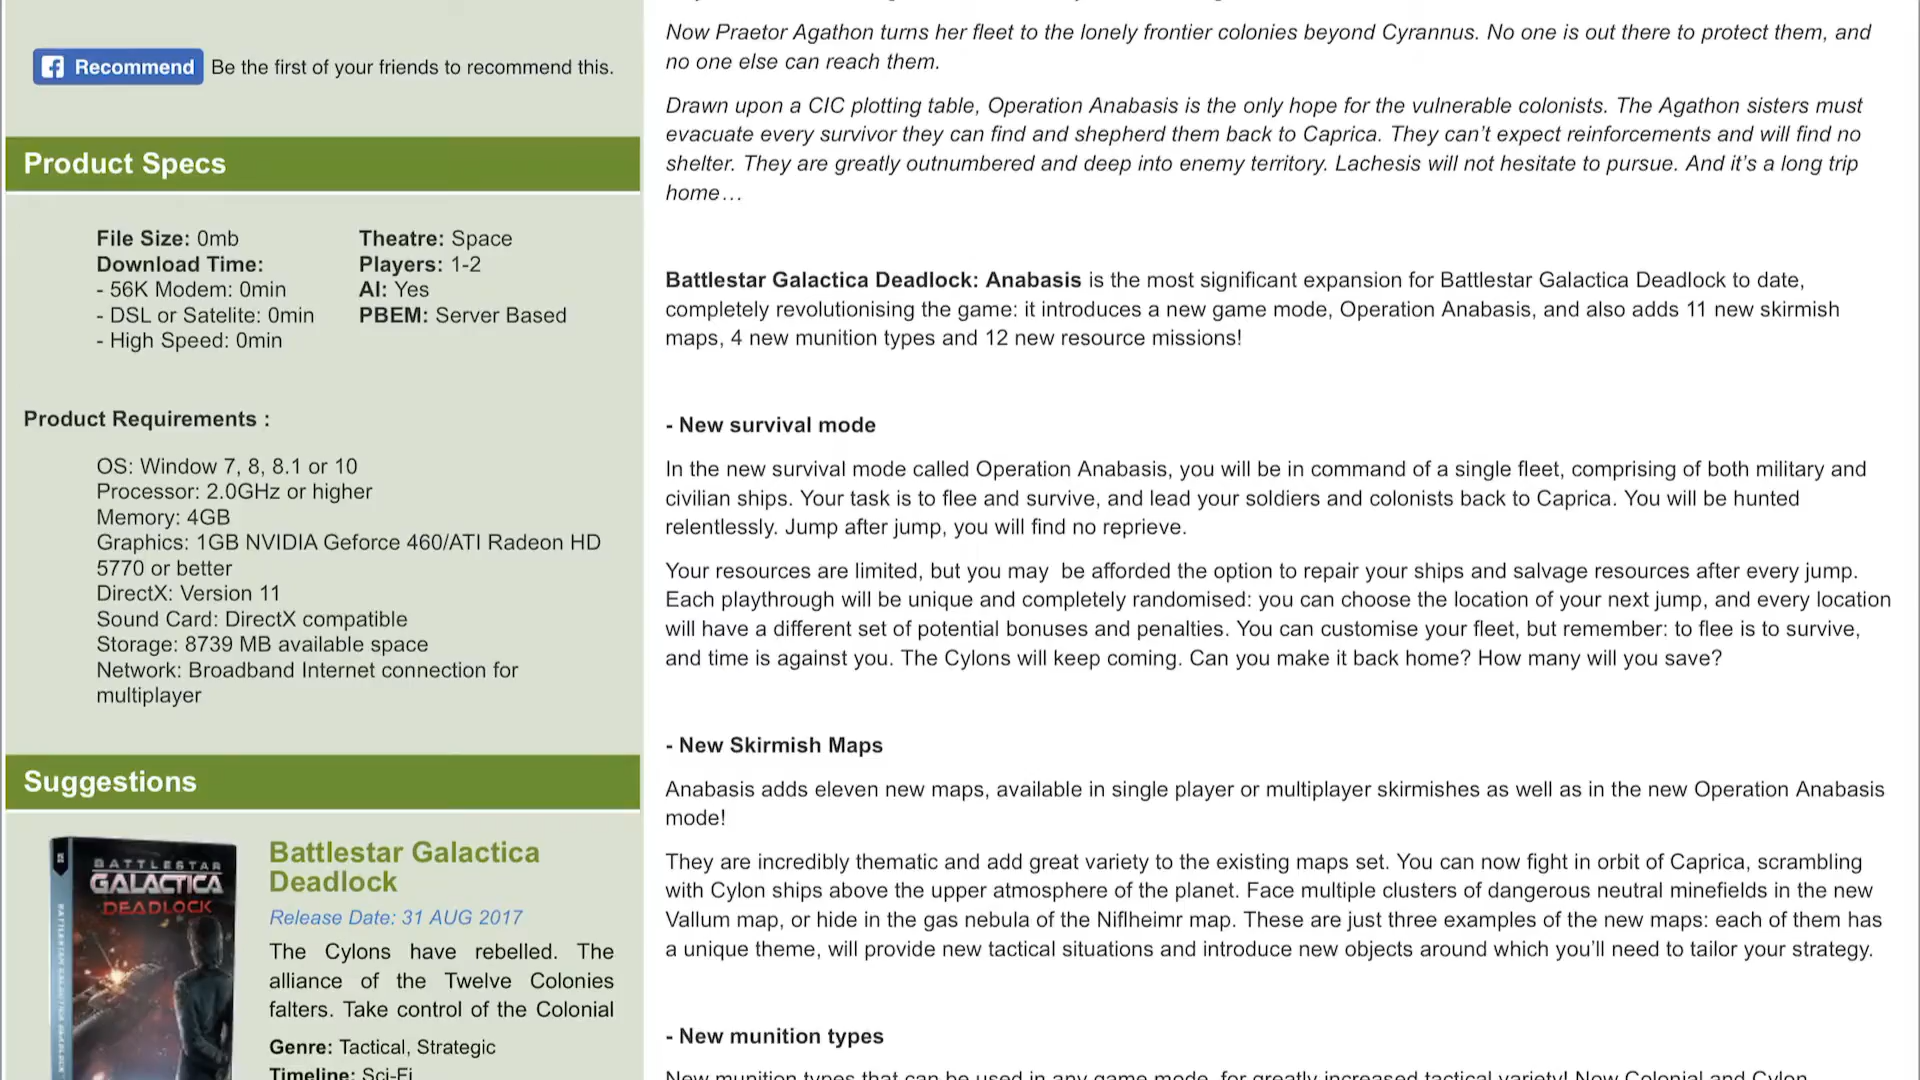 Recommend Be the first of your friends to recommend this.
Product Specs
File Size: 0mb
Download Time:
- 56K Modem: 0min
- DSL or Satelite: 0min
- High Speed: 0min
Theatre: Space
Players: 1-2
AI: Yes
PBEM: Server Based
Product Requirements :
OS: Window 7, 8, 8.1 or 10
Processor: 2.0GHz or higher
Memory: 4GB
Graphics: 1GB NVIDIA Geforce 460/ATI Radeon HD
5770 or better
DirectX: Version 11
Sound Card: DirectX compatible
Storage: 8739 MB available space
Network: Broadband Internet connection for
multiplayer
Suggestions
BATTLESTAR
GALACTICA
DEADLOCK
Battlestar Galactica
Deadlock
Release Date: 31 AUG 2017
The Cylons have rebelled. The
alliance of the Twelve Colonies
falters. Take control of the Colonial
Genre: Tactical, Strategic
Timeline: Sci-Fi
Now Praetor Agathon turns her fleet to the lonely frontier colonies beyond Cyrannus. No one is out there to protect them, and
no one else can reach them.
Drawn upon a CIC plotting table, Operation Anabasis is the only hope for the vulnerable colonists. The Agathon sisters must
evacuate every survivor they can find and shepherd them back to Caprica. They can’t expect reinforcements and will find no
shelter. They are greatly outnumbered and deep into enemy territory. Lachesis will not hesitate to pursue. And it’s a long trip
home…
Battlestar Galactica Deadlock: Anabasis is the most significant expansion for Battlestar Galactica Deadlock to date,
completely revolutionising the game: it introduces a new game mode, Operation Anabasis, and also adds 11 new skirmish
maps, 4 new munition types and 12 new resource missions!
- New survival mode
In the new survival mode called Operation Anabasis, you will be in command of a single fleet, comprising of both military and
civilian ships. Your task is to flee and survive, and lead your soldiers and colonists back to Caprica. You will be hunted
relentlessly. Jump after jump, you will find no reprieve.
Your resources are limited, but you may  be afforded the option to repair your ships and salvage resources after every jump.
Each playthrough will be unique and completely randomised: you can choose the location of your next jump, and every location
will have a different set of potential bonuses and penalties. You can customise your fleet, but remember: to flee is to survive,
and time is against you. The Cylons will keep coming. Can you make it back home? How many will you save?
- New Skirmish Maps
Anabasis adds eleven new maps, available in single player or multiplayer skirmishes as well as in the new Operation Anabasis
mode!
They are incredibly thematic and add great variety to the existing maps set. You can now fight in orbit of Caprica, scrambling
with Cylon ships above the upper atmosphere of the planet. Face multiple clusters of dangerous neutral minefields in the new
Vallum map, or hide in the gas nebula of the Niflheimr map. These are just three examples of the new maps: each of them has
a unique theme, will provide new tactical situations and introduce new objects around which you’ll need to tailor your strategy.
- New munition types
New munition types that can be used in any game mode, for greatly increased tactical variety! Now Colonial and Cylon